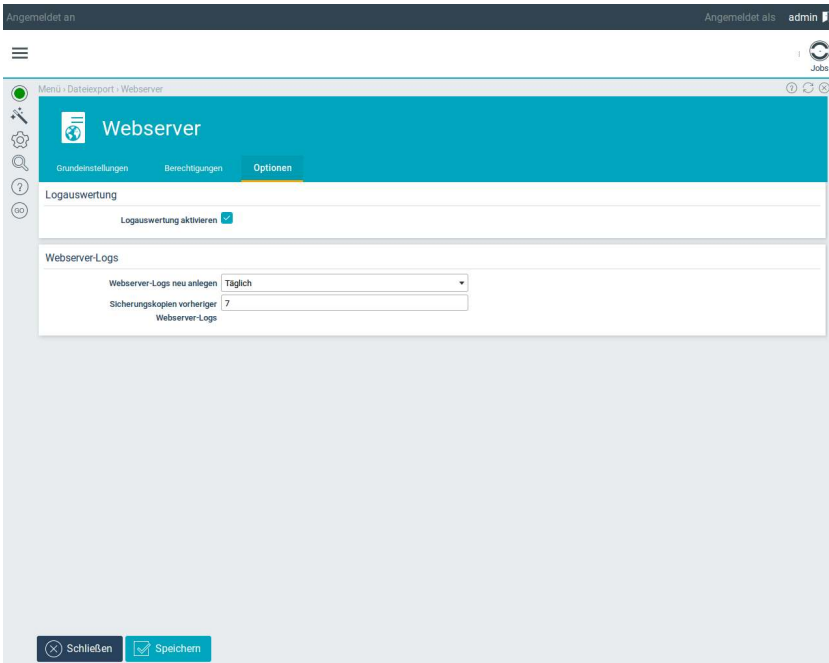 Angemeldet an
Angemeldet als admin
Jobs
Menü › Dateiexport › Webserver
Webserver
Grundeinstellungen Berechtigungen Optionen
GO
Logauswertung
Logauswertung aktivieren
Webserver-Logs
Webserver-Logs neu anlegen Täglich
Sicherungskopien vorheriger 7
Webserver-Logs
Schließen Speichern